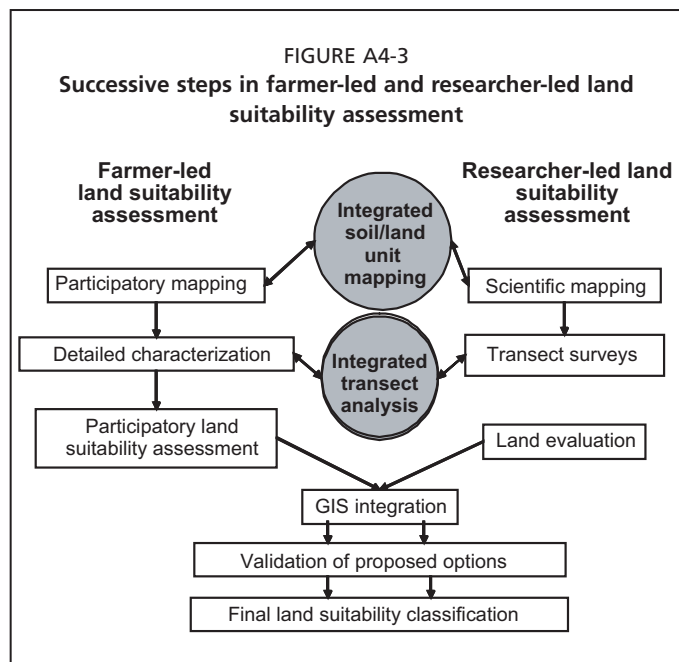 FIGURE A4-3
Successive steps in farmer-led and researcher-led land
suitability assessment
Farmer-led
land suitability
assessment
Researcher-led land
suitability
assessment
Integrated
soil/land
unit
mapping
Participatory mapping
Scientific mapping
Detailed characterization
Integrated
transect
analysis
Transect surveys
Participatory land
suitability assessment
Land evaluation
GIS integration
Validation of proposed options
Final land suitability classification